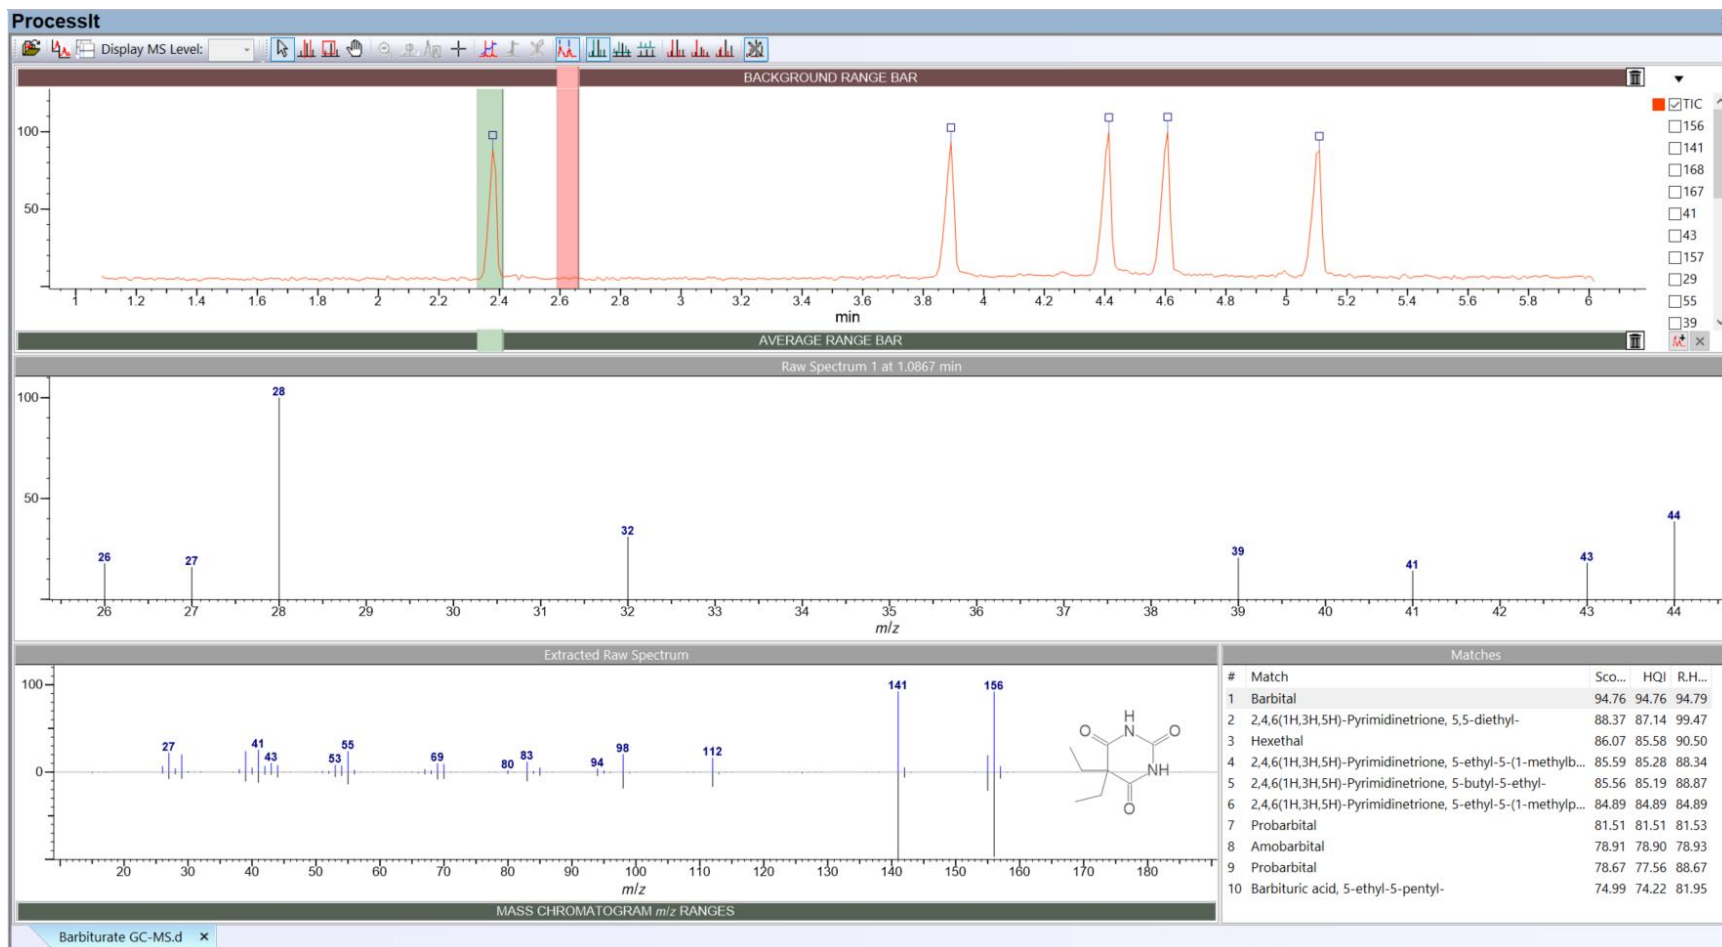 ProcessIt
Display MS Level:
BACKGROUND RANGE BAR
100
50
1 1.2 1.4 1.6 1.8 2 2.2 2.4 2.6 2.8 3 3.2 3.4 3.6 3.8 4 4.2 4.4 4.6 4.8 5 5.2 5.4 5.6 5.8 6
min
TIC
156
141
168
167
41
43
157
29
55
39
AVERAGE RANGE BAR
Raw Spectrum 1 at 1.0867 min
100
50
26 27 28 32 39 41 43 44
26 27 28 29 30 31 32 33 34 35 36 37 38 39 40 41 42 43 44
m/z
Extracted Raw Spectrum
100
0
27 41 43 53 55 69 80 83 94 98 112 141 156
H
N
O O
NH
O
20 30 40 50 60 70 80 90 100 110 120 130 140 150 160 170 180
m/z
MASS CHROMATOGRAM m/z RANGES
Matches
# Match Sco... HQI R.H...
1 Barbital 94.76 94.76 94.79
2 2,4,6(1H,3H,5H)-Pyrimidinetrione, 5,5-diethyl- 88.37 87.14 99.47
3 Hexethal 86.07 85.58 90.50
4 2,4,6(1H,3H,5H)-Pyrimidinetrione, 5-ethyl-5-(1-methylb... 85.59 85.28 88.34
5 2,4,6(1H,3H,5H)-Pyrimidinetrione, 5-butyl-5-ethyl- 85.56 85.19 88.87
6 2,4,6(1H,3H,5H)-Pyrimidinetrione, 5-ethyl-5-(1-methylp... 84.89 84.89 84.89
7 Probarbital 81.51 81.51 81.53
8 Amobarbital 78.91 78.90 78.93
9 Probarbital 78.67 77.56 88.67
10 Barbituric acid, 5-ethyl-5-pentyl- 74.99 74.22 81.95
Barbiturate GC-MS.d